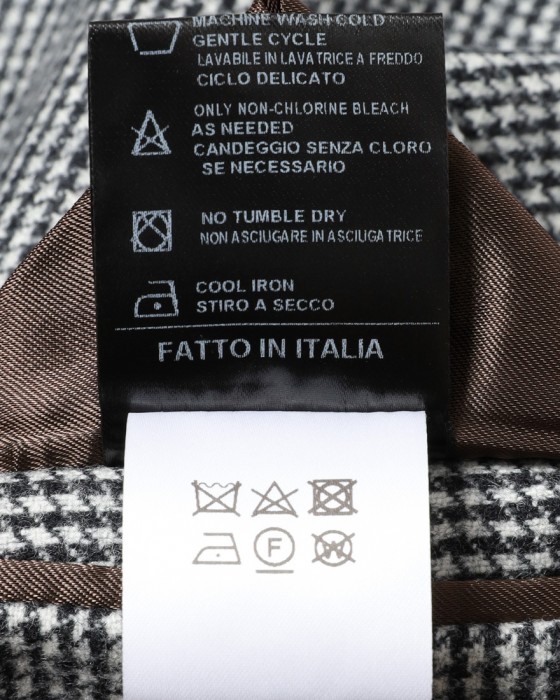 MACHINE WASH COLD
GENTLE CYCLE
LAVABILE IN LAVATRICE A FREDDO
CICLO DELICATO
ONLY NON-CHLORINE BLEACH
AS NEEDED
CANDEGGIO SENZA CLORO
SE NECESSARIO
NO TUMBLE DRY
NON ASCIUGARE IN ASCIUGATRICE
COOL IRON
STIRO A SECCO
FATTO IN ITALIA
F W